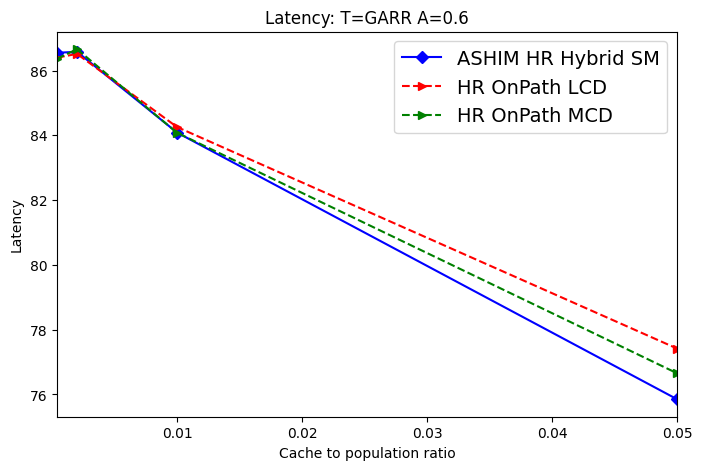 Latency: T=GARR A=0.6
ASHIM HR Hybrid SM
HR OnPath LCD
HR OnPath MCD
Latency
86
84
82
80
78
76
0.01
0.02
0.03
0.04
0.05
Cache to population ratio